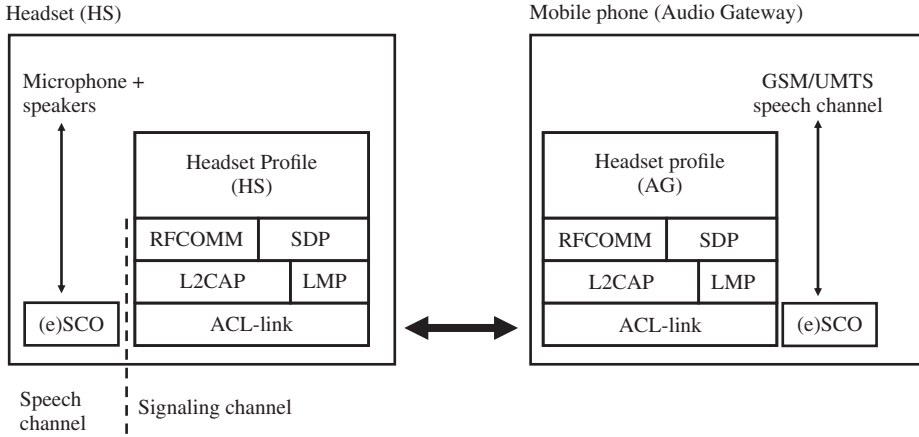 Headset (HS)
Mobile phone (Audio Gateway)
Microphone +
speakers
Headset Profile
(HS)
RFCOMM
SDP
L2CAP
LMP
(e)SCO
ACL-link
Speech
channel
Signaling channel
GSM/UMTS
speech channel
Headset profile
(AG)
RFCOMM
SDP
L2CAP
LMP
ACL-link
(e)SCO